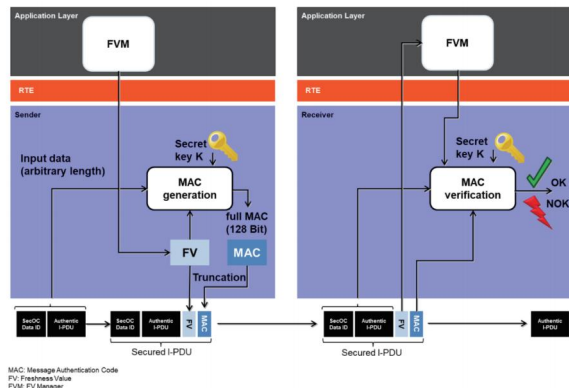 Application Layer
FVM
RTE
Sender
Input data
(arbitrary length)
Secret
key K
MAC
generation
full MAC
(128 Bit)
FV
MAC
Truncation
SecOC
Data ID
Authentic
I-PDU
SecOC
Data ID
Authentic
I-PDU
FV
MAC
Secured I-PDU
Application Layer
FVM
RTE
Receiver
Secret
key K
MAC
verification
OK
NOK
SecOC
Data ID
Authentic
I-PDU
FV
MAC
Secured I-PDU
Authentic
I-PDU
MAC: Message Authentication Code
FV: Freshness Value
FVM: FV Manager